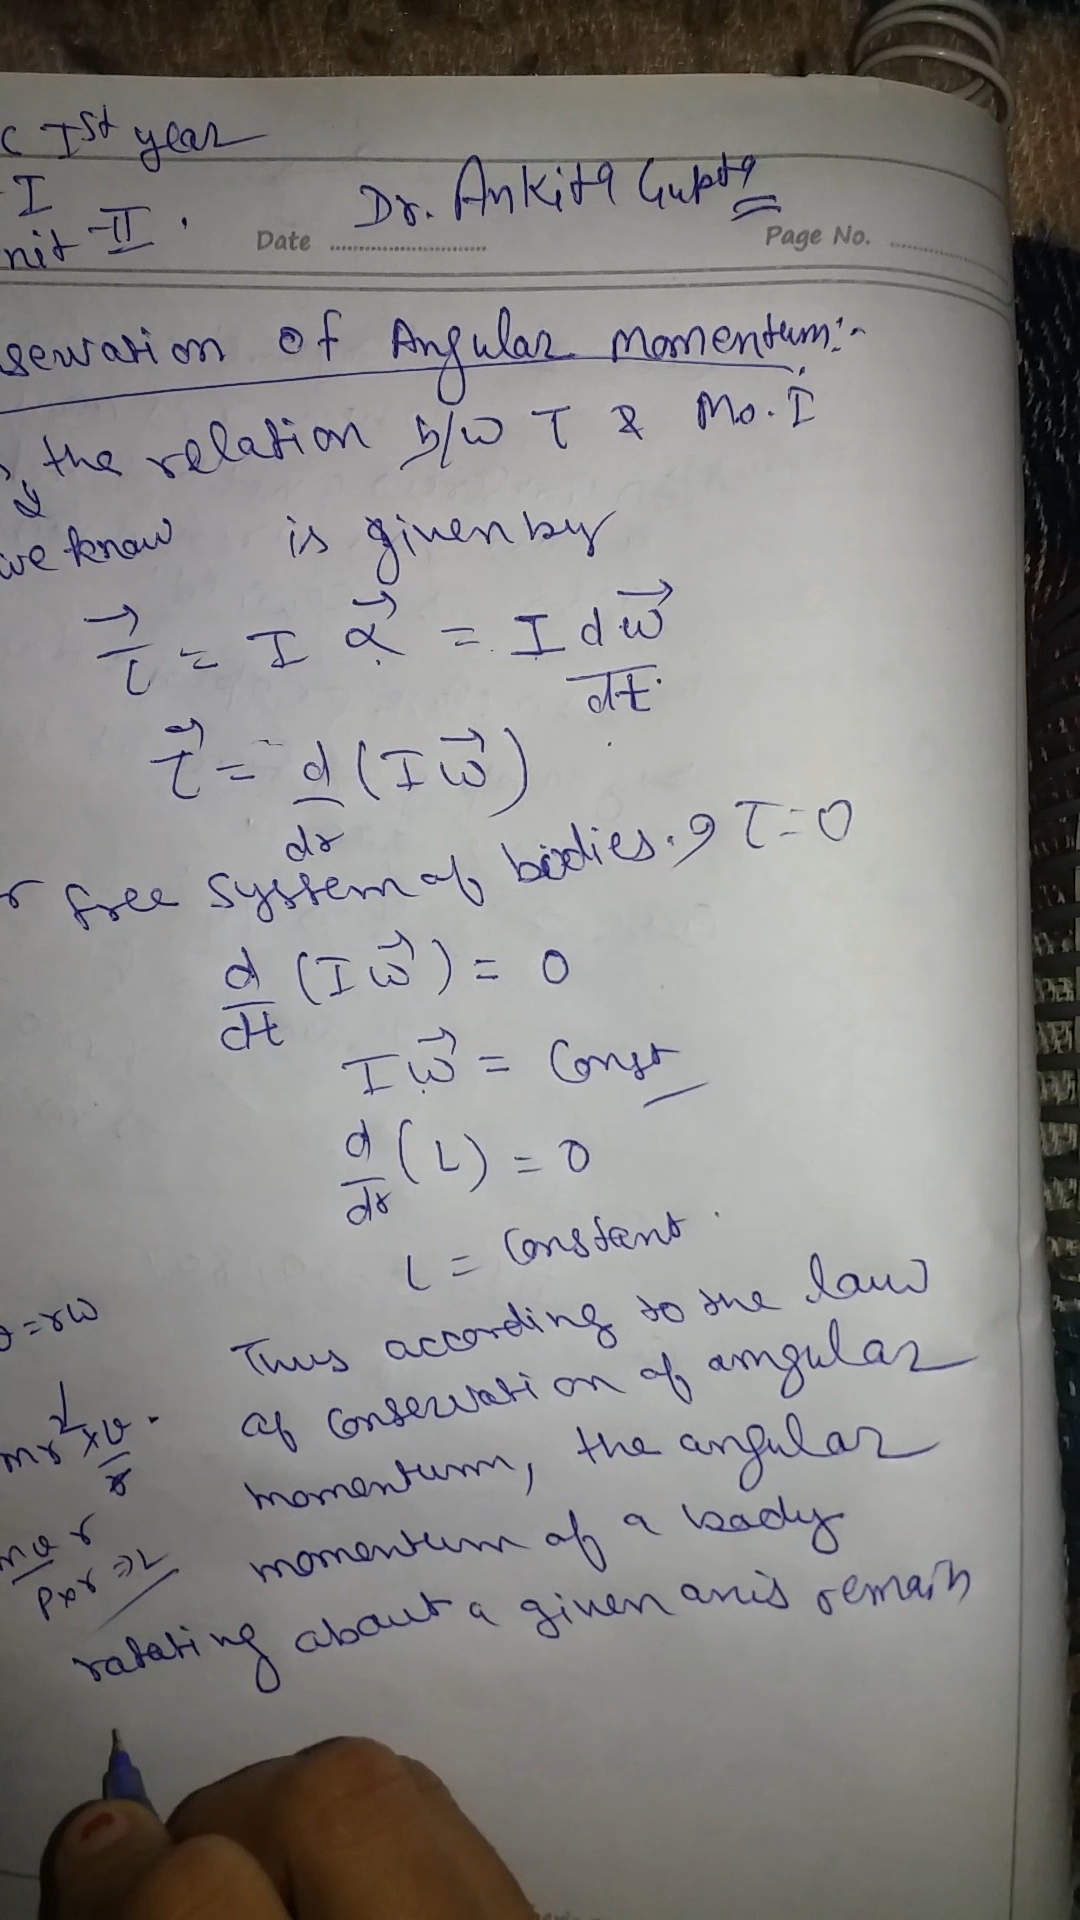 C Ist year
I
nit -II .
Dr. Ankita Gupta
Date
Page No.
servation of Angular momentum:-
the relation b/w τ & Mo. I
we know is given by
τ⃗ = I α⃗ = I dω⃗/dt
τ⃗ = d/dt (Iω⃗)
r free system of bodies, τ=0
d/dt (Iω⃗) = 0
Iω⃗ = Const
d/dt (L) = 0
L = Constant.
Thus according to the law
of conservation of angular
momentum, the angular
momentum of a body
rotating about a given axis remain
v=rω
mr² × v/r
mvr
P×r ⇒ L